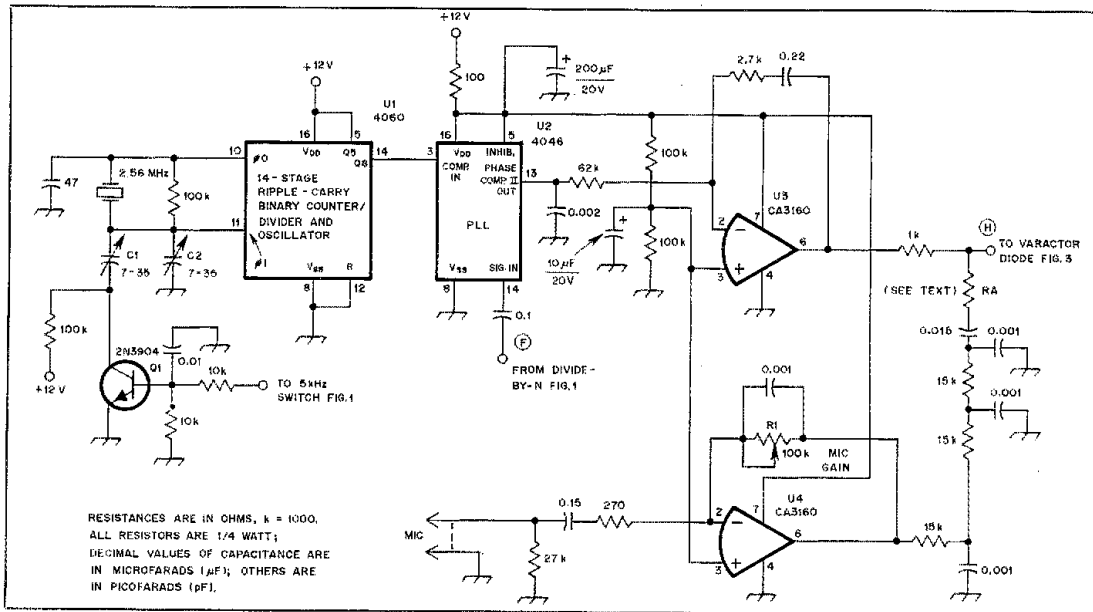 +12V
+12V
100
200µF
20V
+
2.7k
0.22
U1
4060
U2
4046
16
5
VDD
Q5
Q8
14
3
16
5
VDD
INHIB.
COMP IN
PHASE COMP II OUT
13
62k
0.002
PLL
VSS
SIG. IN
8
14
0.1
F
FROM DIVIDE-
BY-N FIG.1
10
ϕ0
47
2.56 MHz
100k
11
ϕ1
14-STAGE
RIPPLE-CARRY
BINARY COUNTER/
DIVIDER AND
OSCILLATOR
VSS
R
8
12
C1
7-35
C2
7-35
100k
+12V
2N3904
Q1
0.01
10k
TO 5kHz
SWITCH FIG.1
10k
100k
100k
+
10µF
20V
U3
CA3160
2
−
3
+
7
4
6
1k
H
TO VARACTOR
DIODE FIG. 3
(SEE TEXT)
RA
0.015
0.001
15k
0.001
15k
0.001
R1
100k
MIC
GAIN
U4
CA3160
2
−
3
+
7
4
6
15k
0.001
MIC
27k
0.15
270
RESISTANCES ARE IN OHMS, k = 1000.
ALL RESISTORS ARE 1/4 WATT;
DECIMAL VALUES OF CAPACITANCE ARE
IN MICROFARADS (µF); OTHERS ARE
IN PICOFARADS (pF).